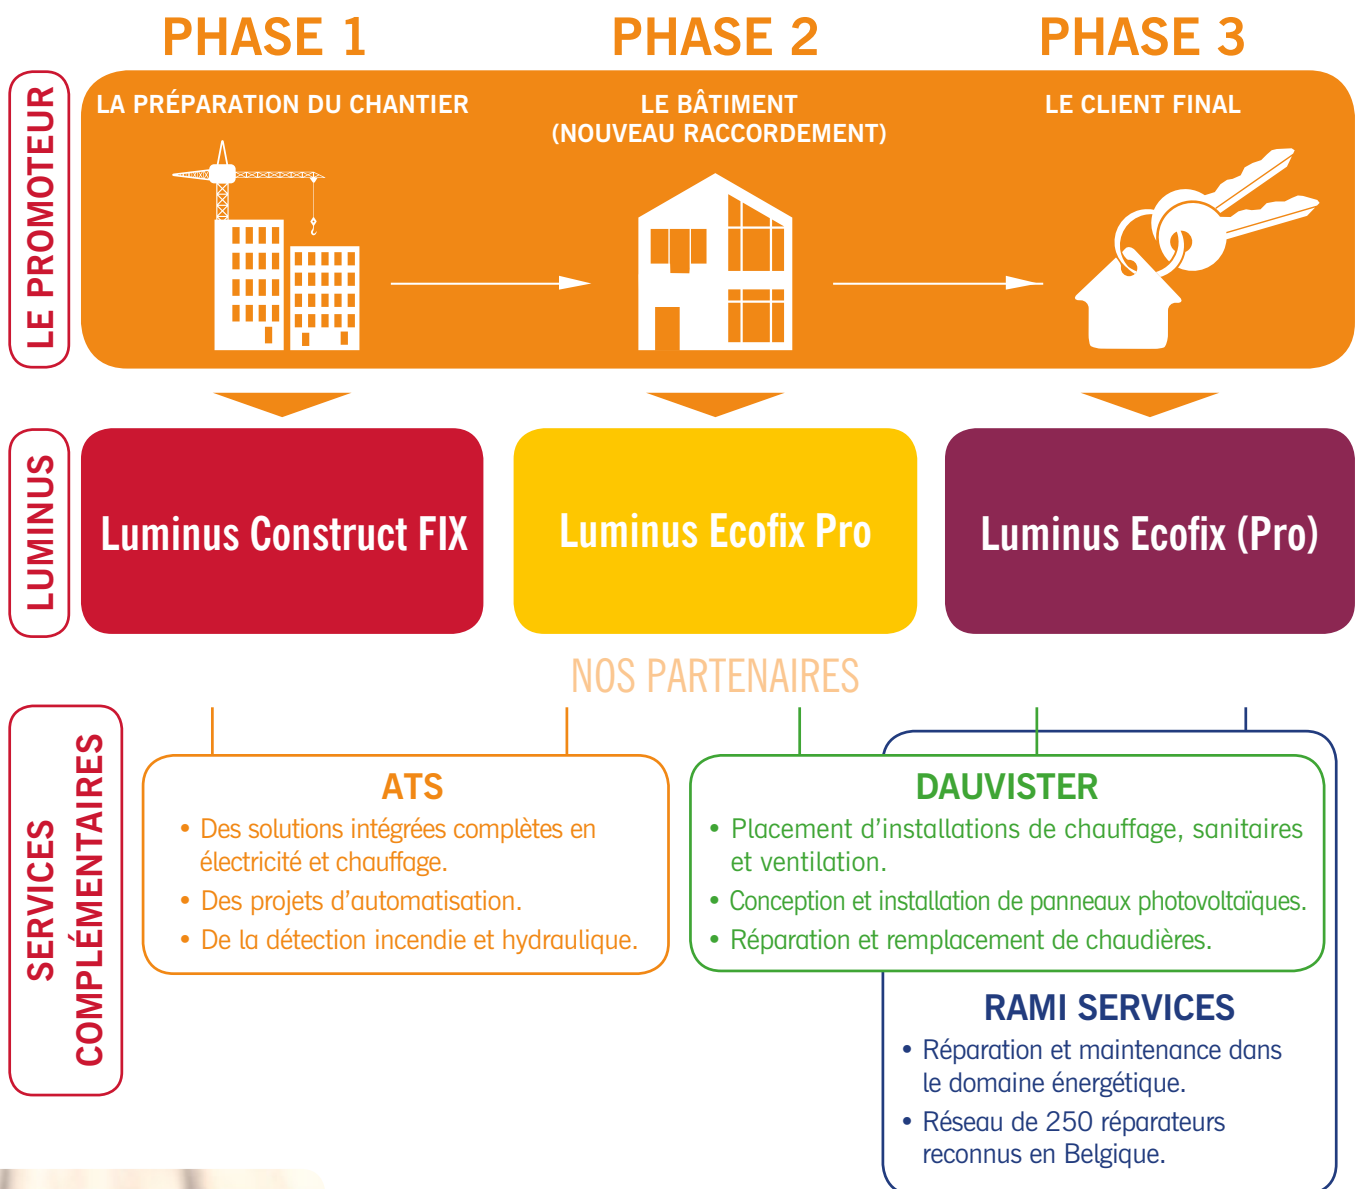 PHASE 1
PHASE 2
PHASE 3
LE PROMOTEUR
LA PRÉPARATION DU CHANTIER
LE BÂTIMENT
(NOUVEAU RACCORDEMENT)
LE CLIENT FINAL
LUMINUS
Luminus Construct FIX
Luminus Ecofix Pro
Luminus Ecofix (Pro)
NOS PARTENAIRES
SERVICES
COMPLÉMENTAIRES
ATS
• Des solutions intégrées complètes en
électricité et chauffage.
• Des projets d’automatisation.
• De la détection incendie et hydraulique.
DAUVISTER
• Placement d’installations de chauffage, sanitaires
et ventilation.
• Conception et installation de panneaux photovoltaïques.
• Réparation et remplacement de chaudières.
RAMI SERVICES
• Réparation et maintenance dans
le domaine énergétique.
• Réseau de 250 réparateurs
reconnus en Belgique.